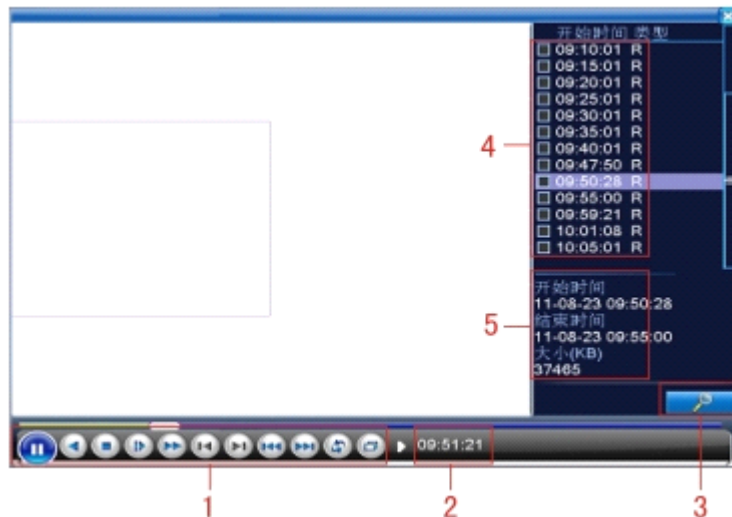 开始时间 类型
09:10:01 R
09:15:01 R
09:20:01 R
09:25:01 R
09:30:01 R
09:35:01 R
09:40:01 R
09:47:50 R
09:50:28 R
09:55:00 R
09:59:21 R
10:01:08 R
10:05:01 R
4
开始时间
11-08-23 09:50:28
结束时间
11-08-23 09:55:00
大小(KB)
37465
5
09:51:21
1
2
3